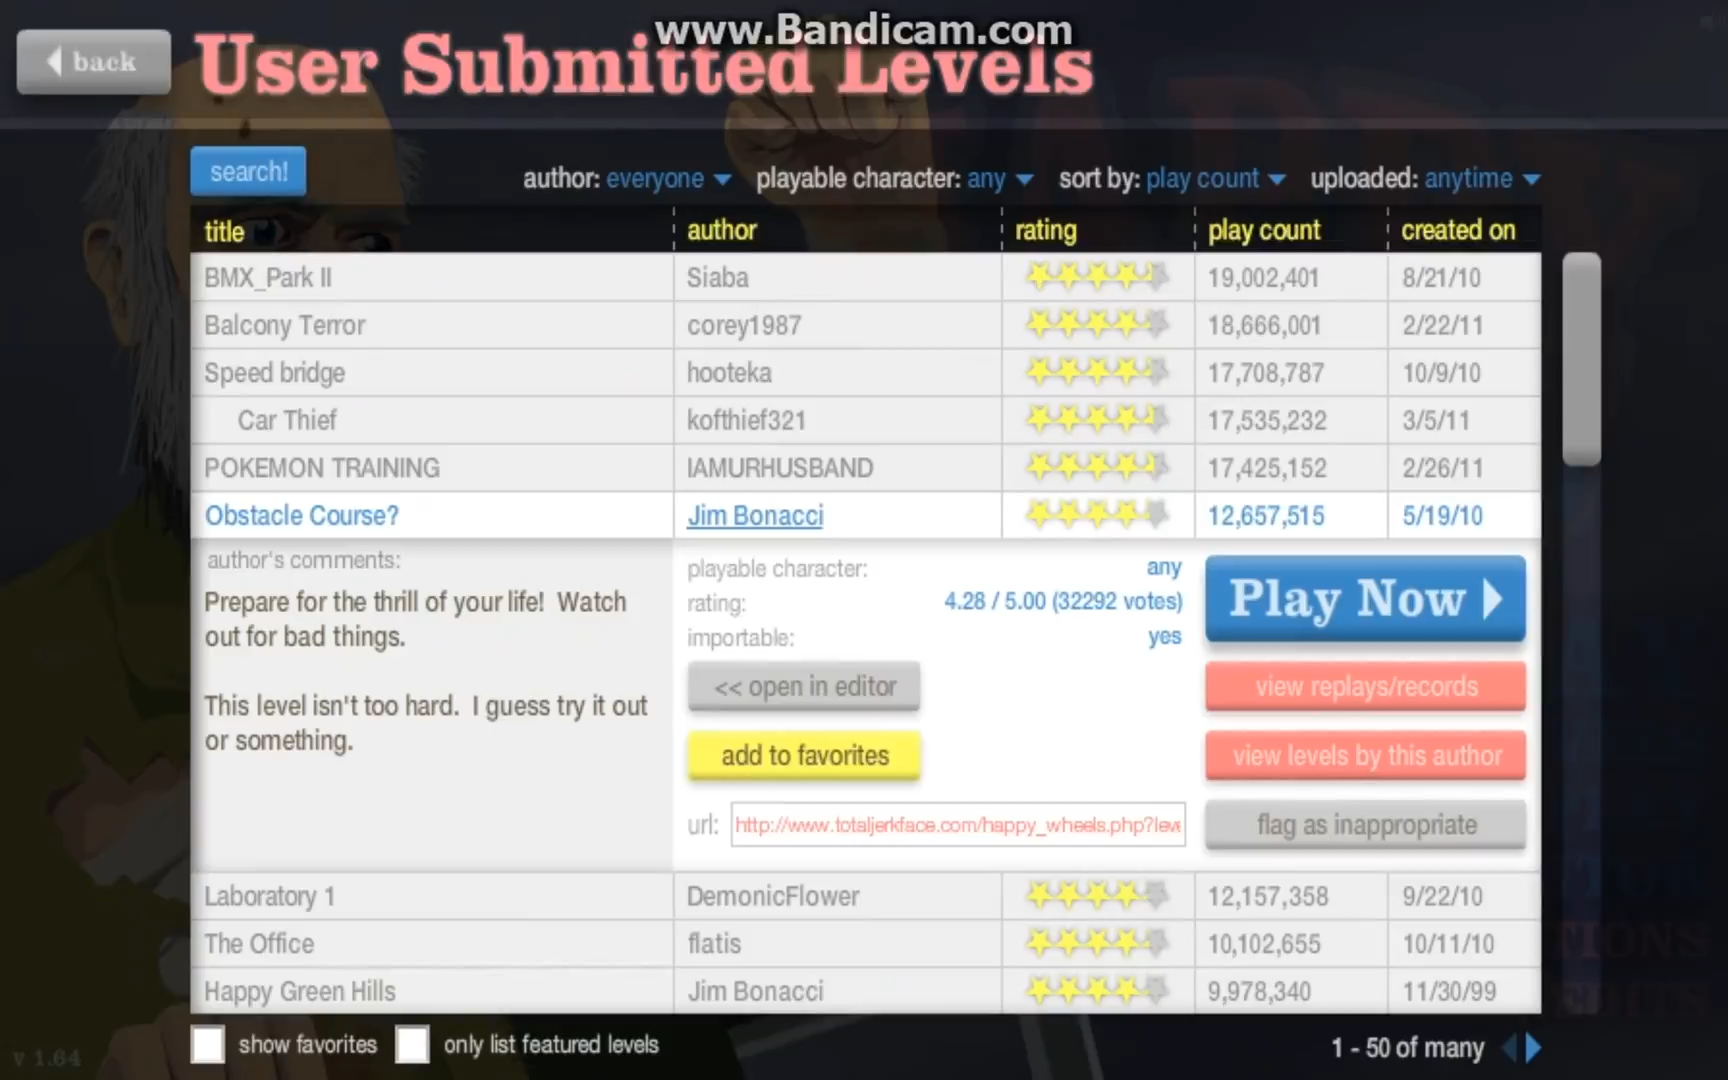 www.Bandicam.com
back
User Submitted Levels
search!
author: everyone playable character: any sort by: play count uploaded: anytime
title author rating play count created on
BMX_Park II Siaba 19,002,401 8/21/10
Balcony Terror corey1987 18,666,001 2/22/11
Speed bridge hooteka 17,708,787 10/9/10
Car Thief kofthief321 17,535,232 3/5/11
POKEMON TRAINING IAMURHUSBAND 17,425,152 2/26/11
Obstacle Course? Jim Bonacci 12,657,515 5/19/10
author's comments:
Prepare for the thrill of your life! Watch
out for bad things.
This level isn't too hard. I guess try it out
or something.
playable character: any
rating: 4.28 / 5.00 (32292 votes)
importable: yes
<< open in editor
add to favorites
url: http://www.totaljerkface.com/happy_wheels.php?leve
Play Now
view replays/records
view levels by this author
flag as inappropriate
Laboratory 1 DemonicFlower 12,157,358 9/22/10
The Office flatis 10,102,655 10/11/10
Happy Green Hills Jim Bonacci 9,978,340 11/30/99
show favorites only list featured levels
1 - 50 of many
v 1.64